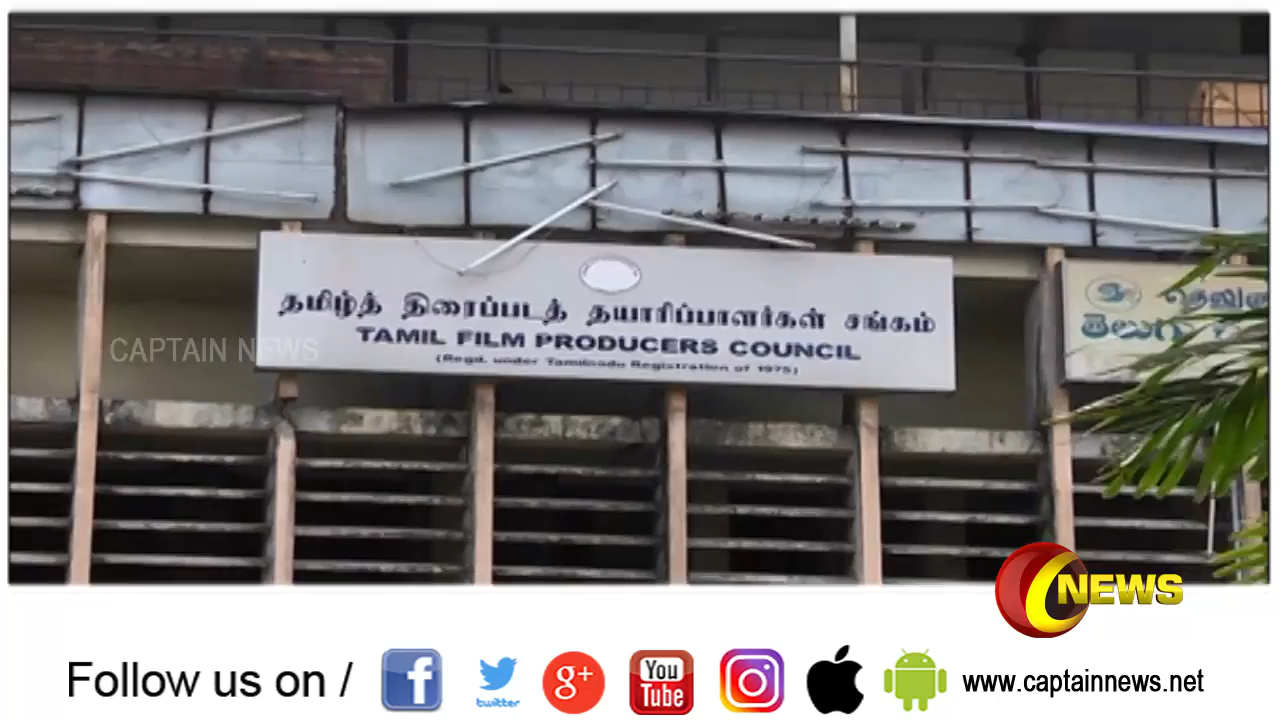 தமிழ்த் திரைப்படத் தயாரிப்பாளர்கள் சங்கம்
TAMIL FILM PRODUCERS COUNCIL
(Regd. under Tamilnadu Registration of 1975)
CAPTAIN NEWS
NEWS
Follow us on /
twitter
g+
You
Tube
www.captainnews.net